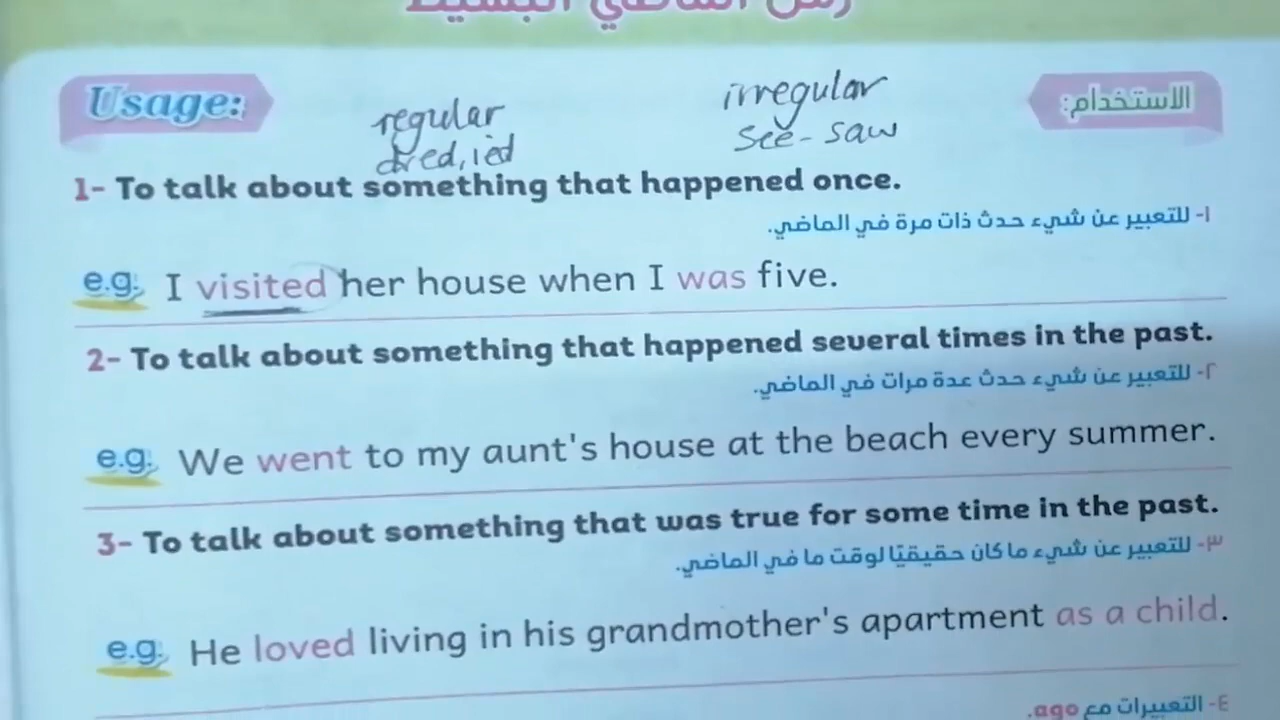 زمن الماضي البسيط
Usage:
الاستخدام:
regular
irregular
d, ed, ied
see - saw
1- To talk about something that happened once.
١- للتعبير عن شيء حدث ذات مرة في الماضي.
e.g. I visited her house when I was five.
2- To talk about something that happened several times in the past.
٢- للتعبير عن شيء حدث عدة مرات في الماضي.
e.g. We went to my aunt's house at the beach every summer.
3- To talk about something that was true for some time in the past.
٣- للتعبير عن شيء ما كان حقيقيًا لوقت ما في الماضي.
e.g. He loved living in his grandmother's apartment as a child.
٤- التعبيرات مع ago.